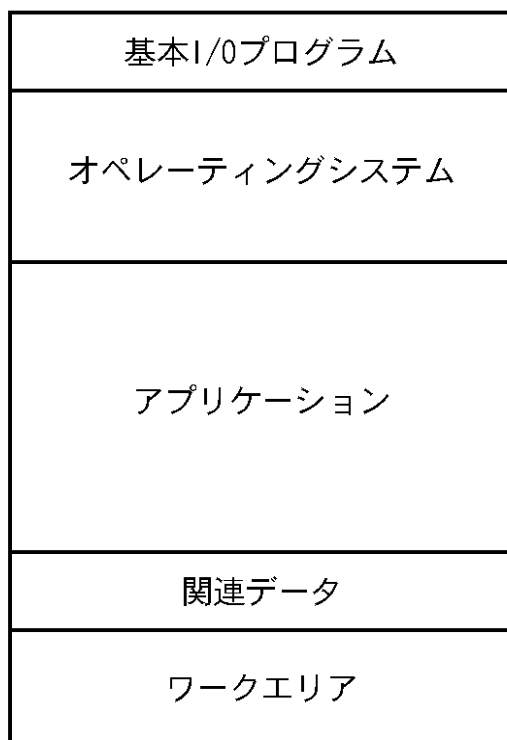 基本I/Oプログラム
オペレーティングシステム
アプリケーション
関連データ
ワークエリア